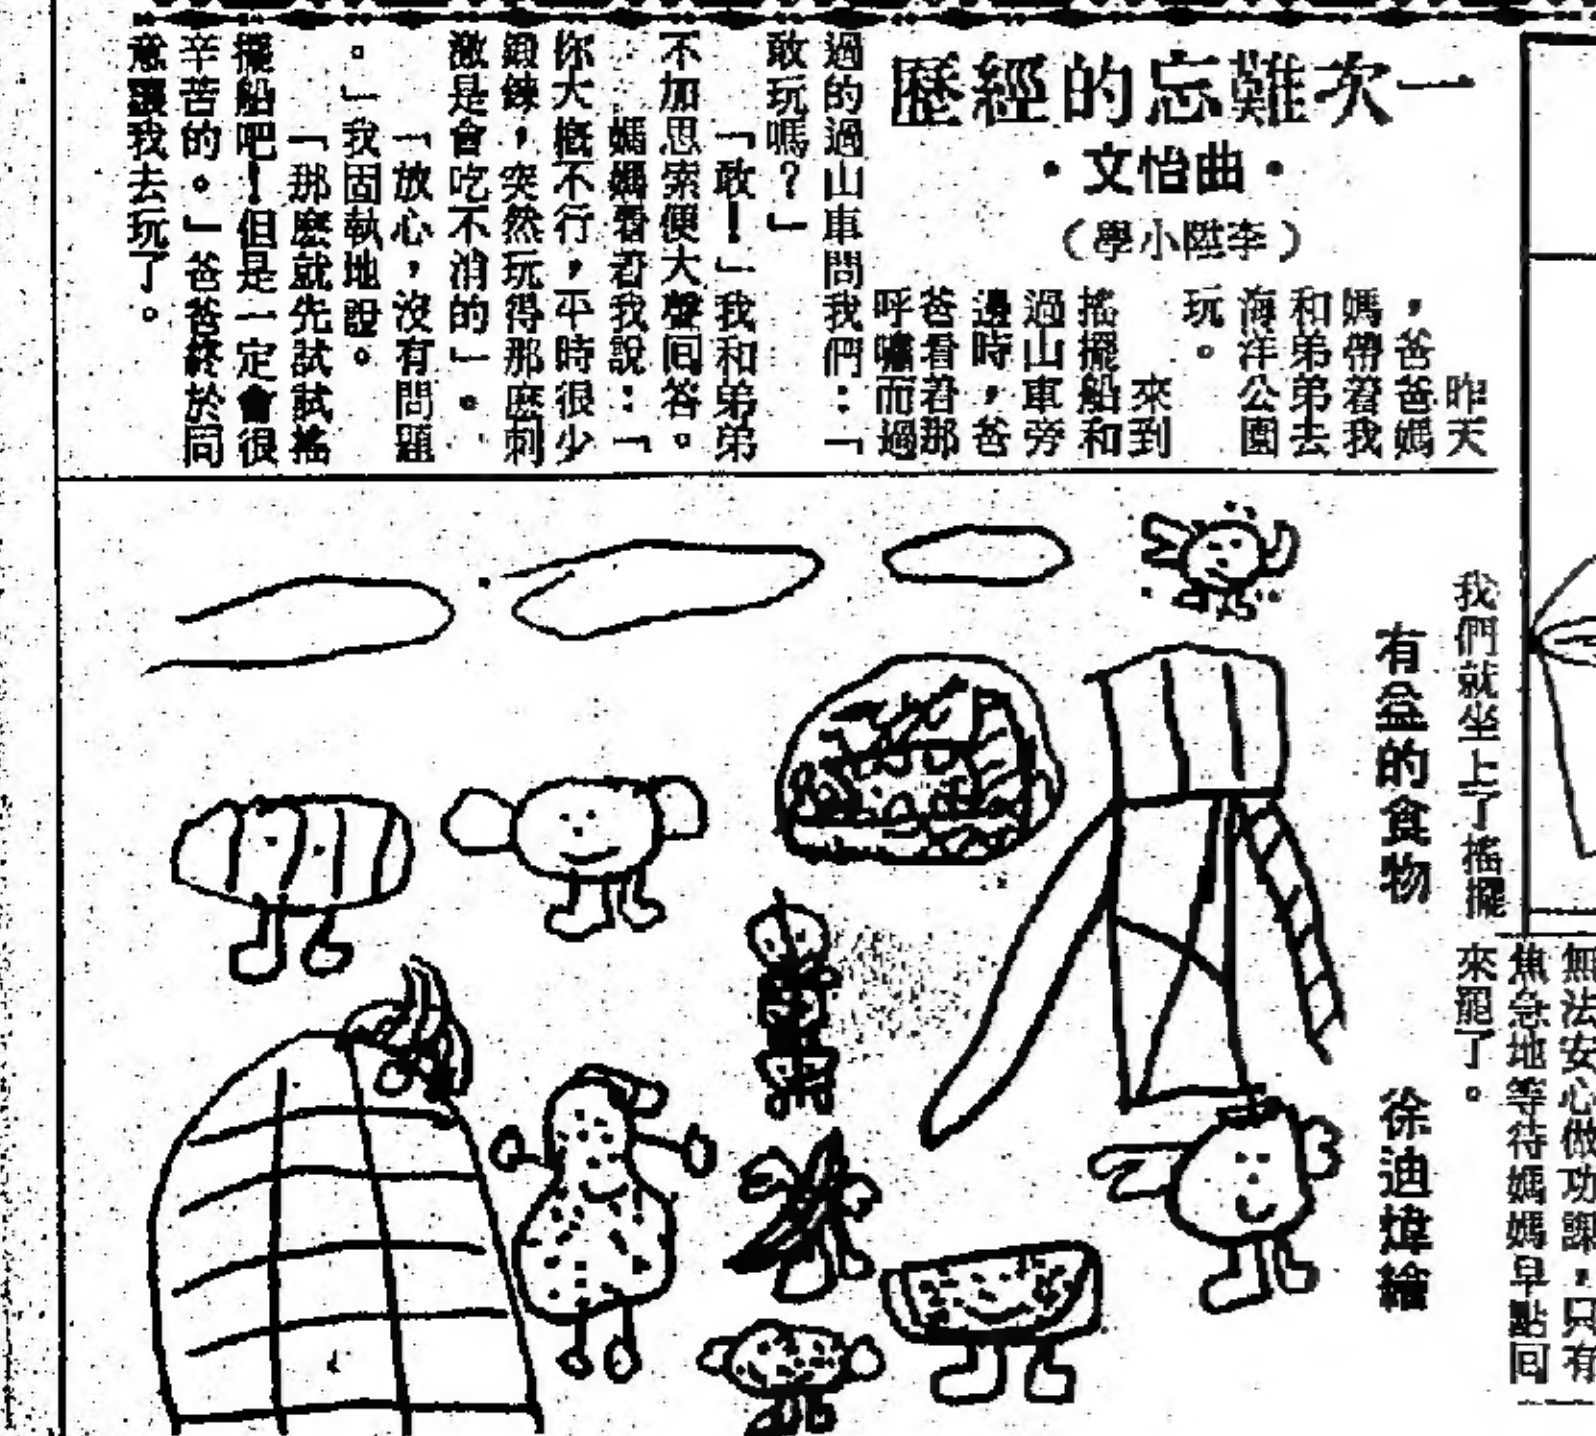 一次難忘的經歷
•曲怡文•
（李陞小學）
昨天
，爸爸媽
媽帶着我
和弟弟去
海洋公園
玩。
來到
搖擺船和
過山車旁
邊時，爸
爸看着那
呼嘯而過
過的過山車問我們：「
敢玩嗎？」
「敢！」我和弟弟
不加思索便大聲回答。
媽媽看着我說：「
你大概不行，平時很少
鍛鍊，突然玩得那麽刺
激是會吃不消的」。
「放心，沒有問題
。」我固執地說。
「那麽就先試試搖
擺船吧！但是一定會很
辛苦的。」爸爸終於同
意讓我去玩了。
我們就坐上了搖擺
無法安心做功課，只有
焦急地等待媽媽早點回
來罷了。
有益的食物　徐迪煒繪